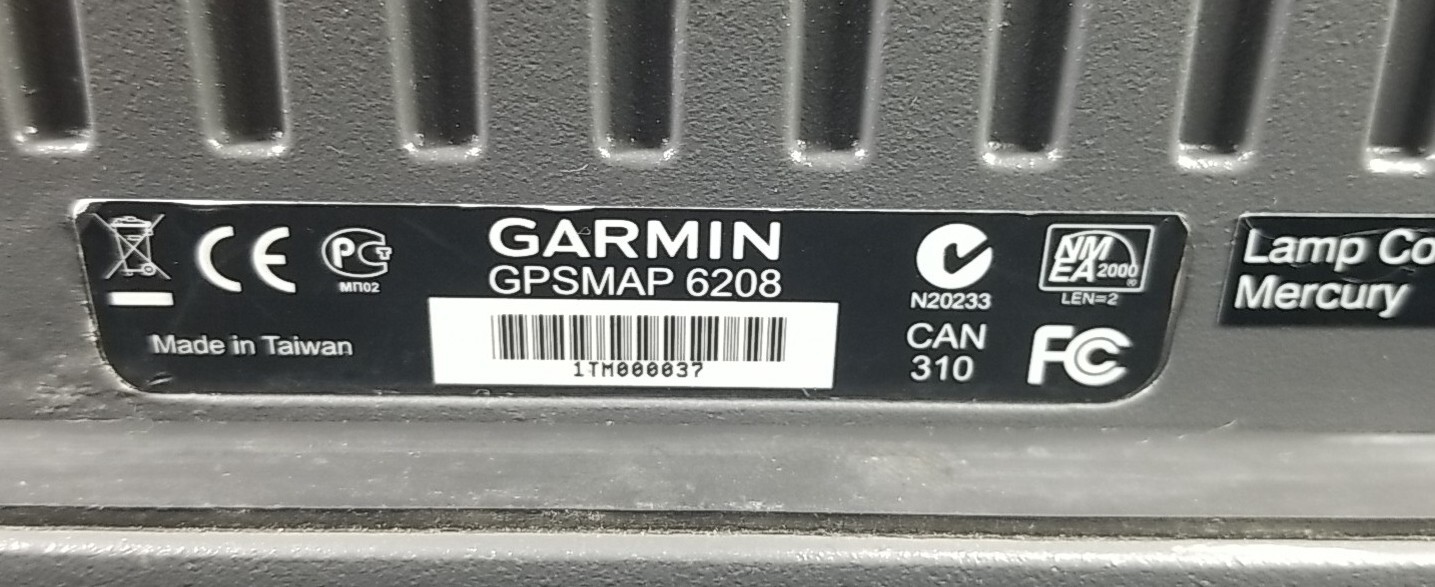 GARMIN
GPSMAP 6208
1TM000037
Made in Taiwan
CE
РСТ
МП02
N20233
CAN
310
NMEA 2000®
LEN=2
FC
Lamp Co
Mercury